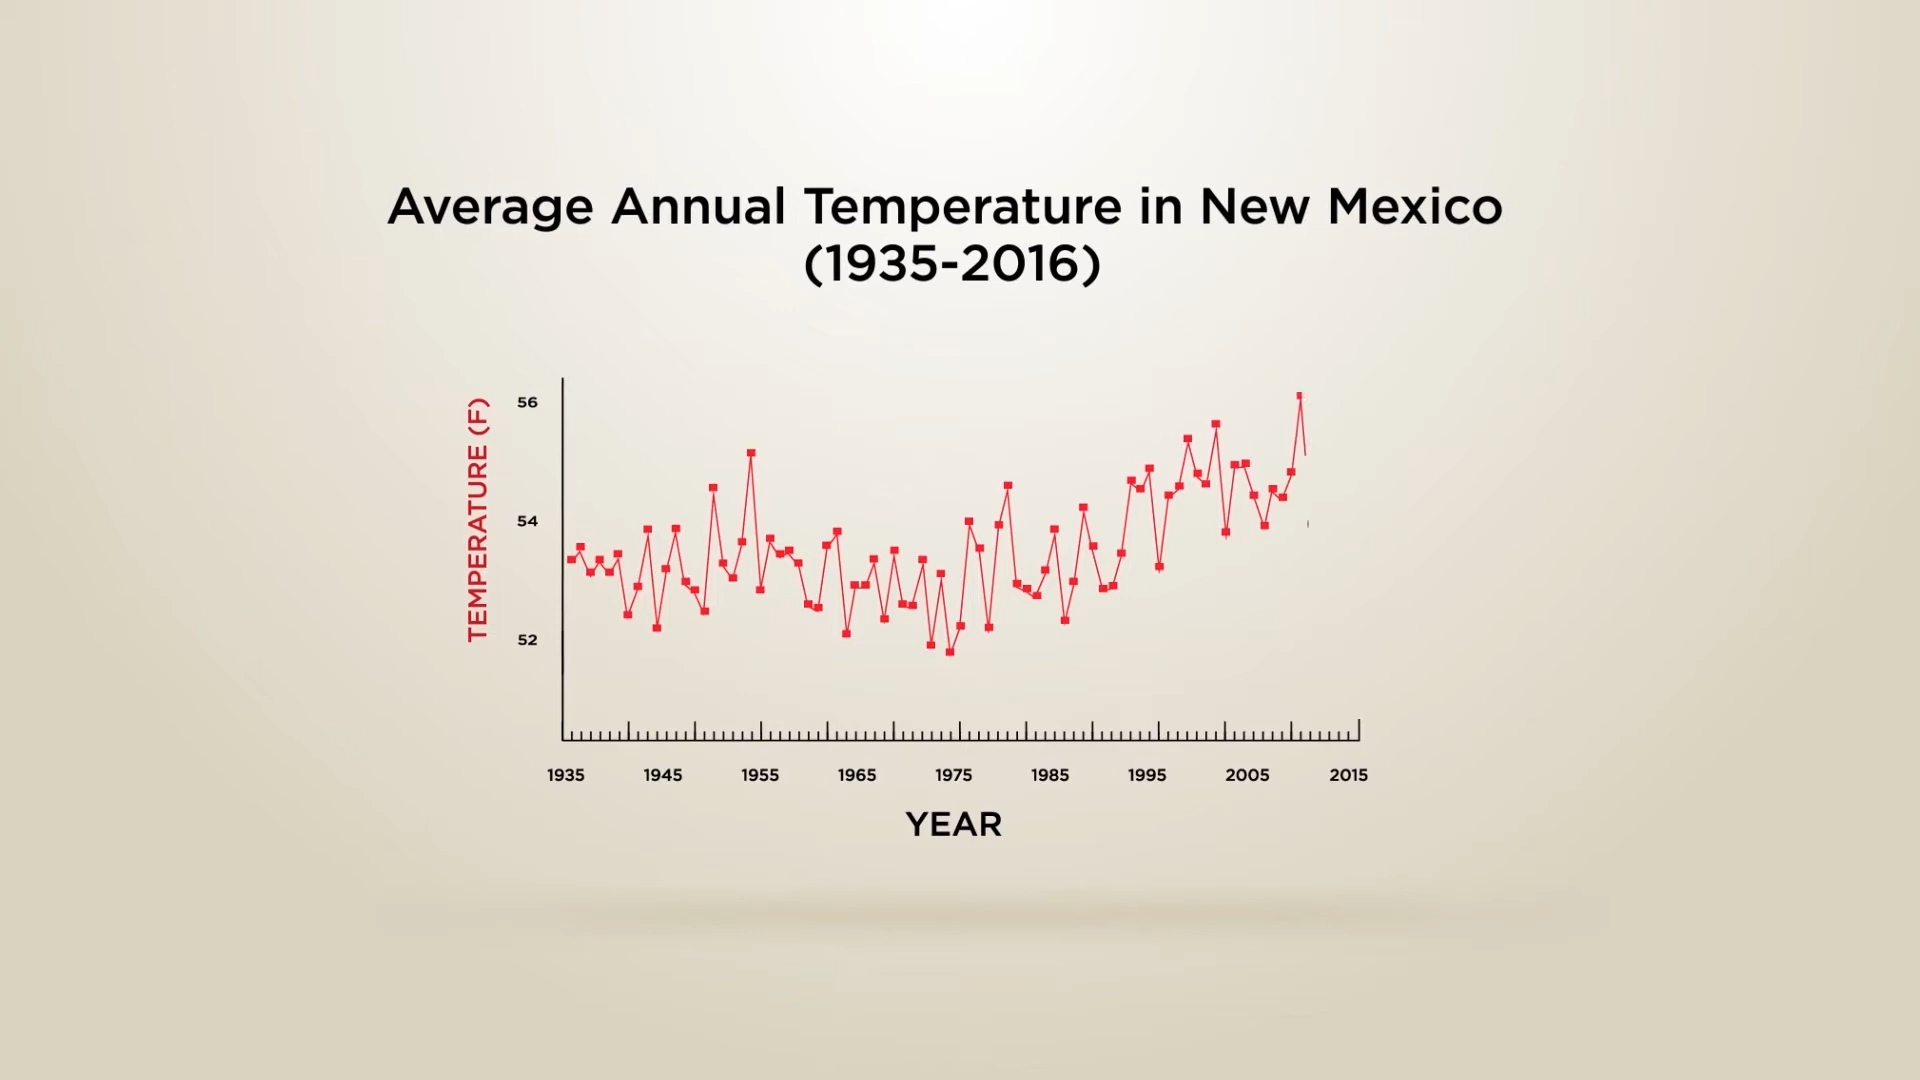 Average Annual Temperature in New Mexico
(1935-2016)
TEMPERATURE (F)
56
54
52
1935 1945 1955 1965 1975 1985 1995 2005 2015
YEAR